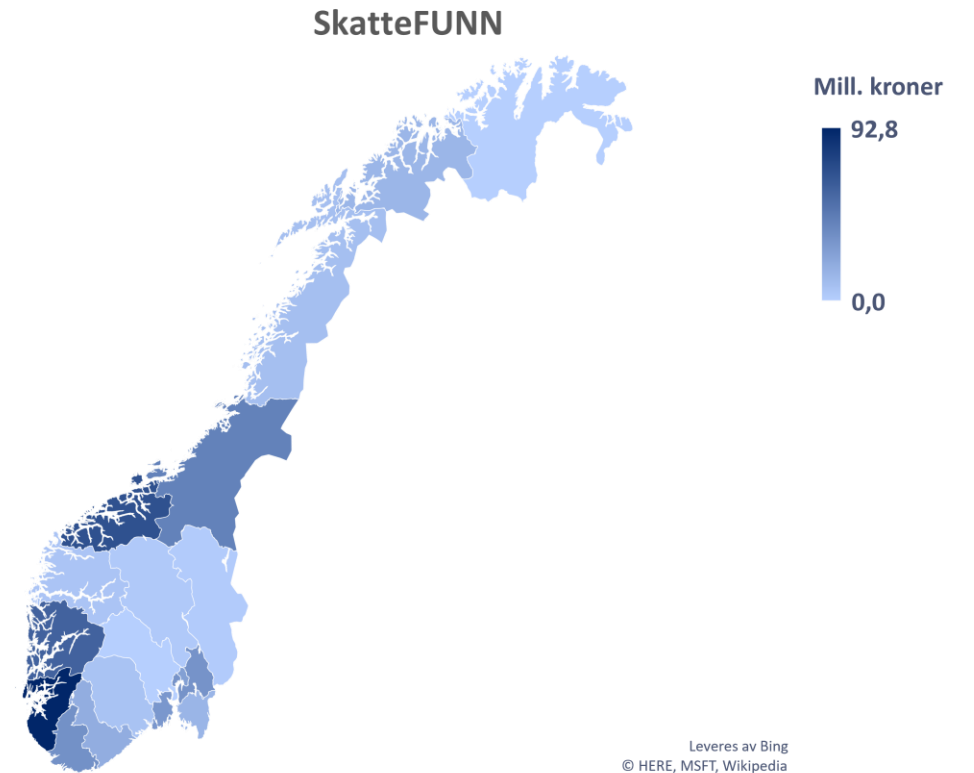 SkatteFUNN
Mill. kroner
92,8
0,0
Leveres av Bing
© HERE, MSFT, Wikipedia